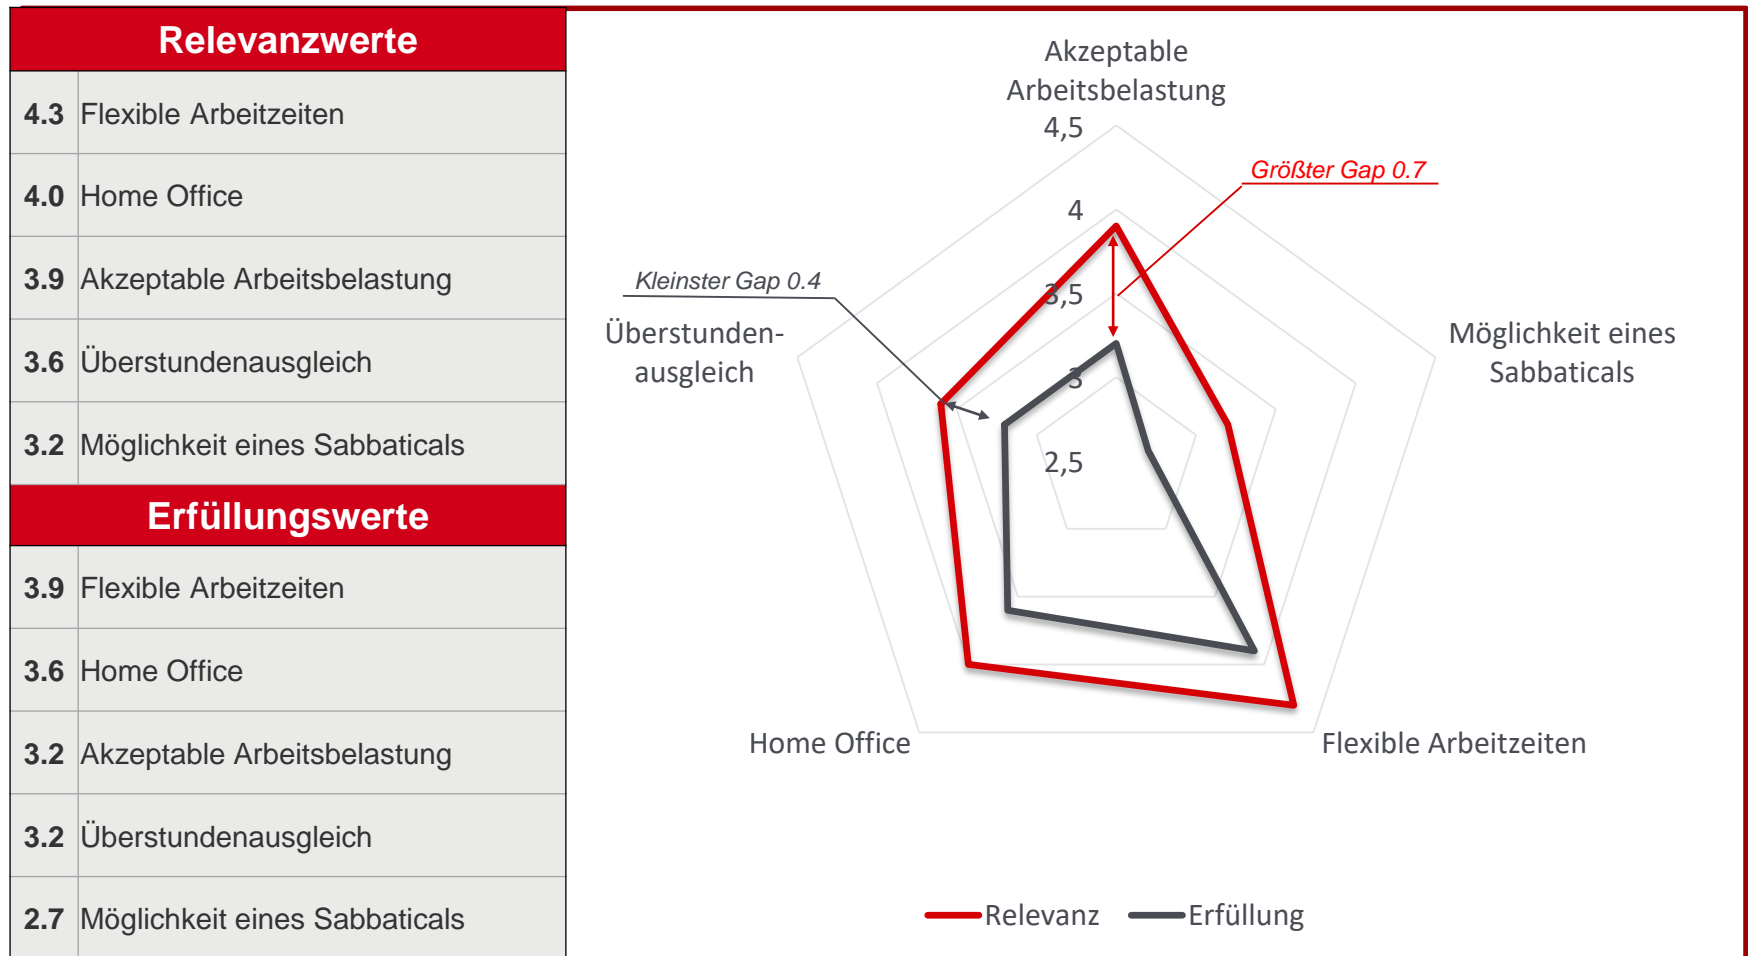 Relevanzwerte
4.3 Flexible Arbeitzeiten
4.0 Home Office
3.9 Akzeptable Arbeitsbelastung
3.6 Überstundenausgleich
3.2 Möglichkeit eines Sabbaticals
Erfüllungswerte
3.9 Flexible Arbeitzeiten
3.6 Home Office
3.2 Akzeptable Arbeitsbelastung
3.2 Überstundenausgleich
2.7 Möglichkeit eines Sabbaticals
Akzeptable
Arbeitsbelastung
4,5
Größter Gap 0.7
4
Kleinster Gap 0.4
3,5
Überstunden-
ausgleich
Möglichkeit eines
Sabbaticals
3
2,5
Home Office
Flexible Arbeitzeiten
Relevanz
Erfüllung